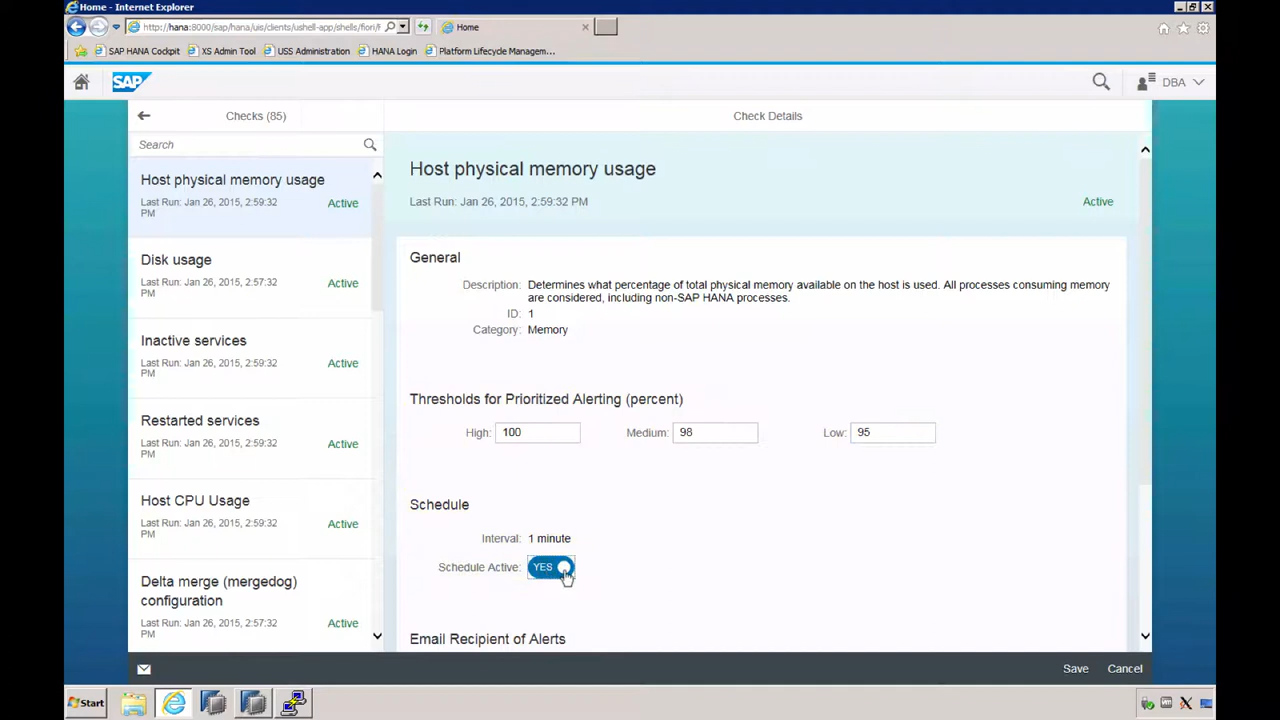 Home - Internet Explorer
http://hana:8000/sap/hana/uis/clients/ushell-app/shells/fiori/F
Home
SAP HANA Cockpit
XS Admin Tool
USS Administration
HANA Login
Platform Lifecycle Managem...
SAP
DBA
Checks (85)
Check Details
Search
Host physical memory usage
Last Run: Jan 26, 2015, 2:59:32
PM
Active
Disk usage
Last Run: Jan 26, 2015, 2:57:32
PM
Active
Inactive services
Last Run: Jan 26, 2015, 2:59:32
PM
Active
Restarted services
Last Run: Jan 26, 2015, 2:59:32
PM
Active
Host CPU Usage
Last Run: Jan 26, 2015, 2:59:32
PM
Active
Delta merge (mergedog)
configuration
Last Run: Jan 26, 2015, 2:57:32
PM
Active
Host physical memory usage
Last Run: Jan 26, 2015, 2:59:32 PM
Active
General
Description: Determines what percentage of total physical memory available on the host is used. All processes consuming memory
are considered, including non-SAP HANA processes.
ID: 1
Category: Memory
Thresholds for Prioritized Alerting (percent)
High: 100 Medium: 98 Low: 95
Schedule
Interval: 1 minute
Schedule Active: YES
Email Recipient of Alerts
Save Cancel
Start